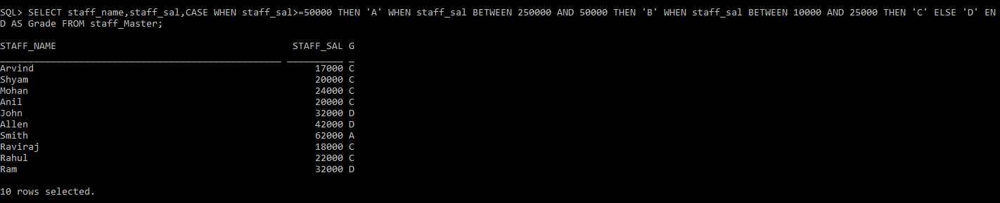 SQL> SELECT staff_name,staff_sal,CASE WHEN staff_sal>=50000 THEN 'A' WHEN staff_sal BETWEEN 250000 AND 50000 THEN 'B' WHEN staff_sal BETWEEN 10000 AND 25000 THEN 'C' ELSE 'D' EN
D AS Grade FROM staff_Master;
STAFF_NAME STAFF_SAL G
Arvind 17000 C
Shyam 20000 C
Mohan 24000 C
Anil 20000 C
John 32000 D
Allen 42000 D
Smith 62000 A
Raviraj 18000 C
Rahul 22000 C
Ram 32000 D
10 rows selected.